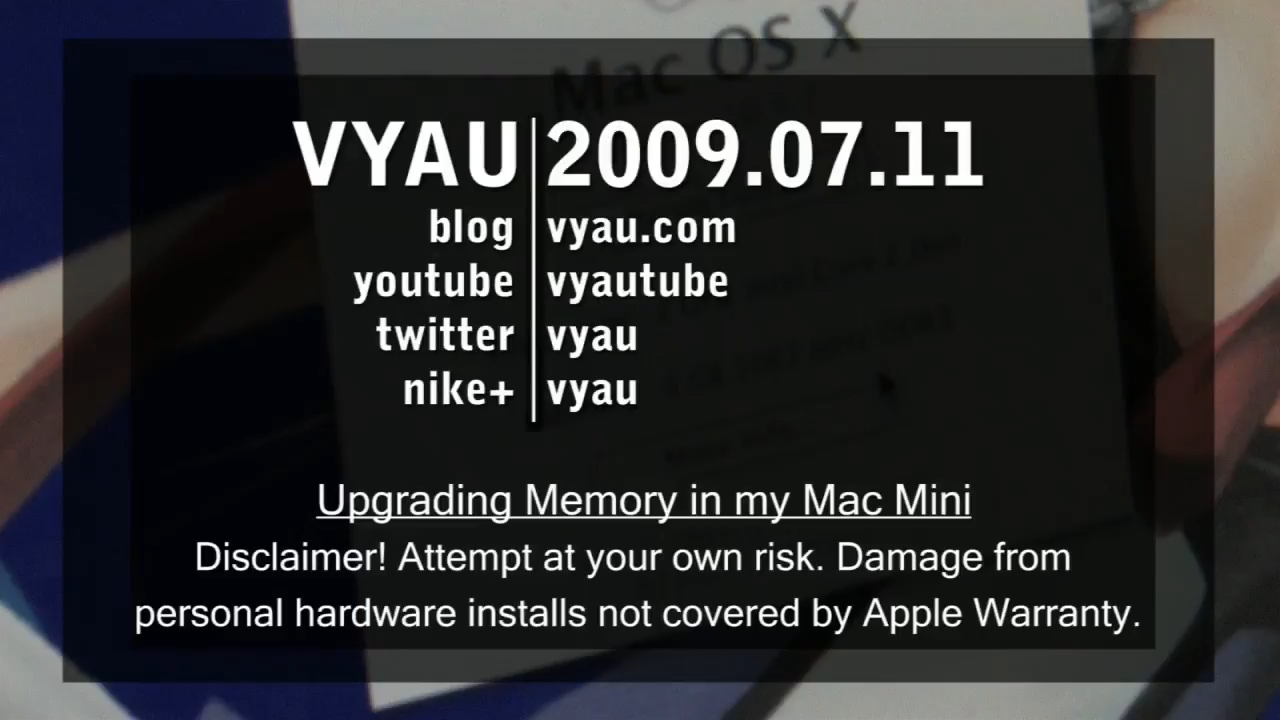 Mac OS X
VYAU 2009.07.11
blog vyau.com
youtube vyautube
twitter vyau
nike+ vyau
Upgrading Memory in my Mac Mini
Disclaimer! Attempt at your own risk. Damage from
personal hardware installs not covered by Apple Warranty.